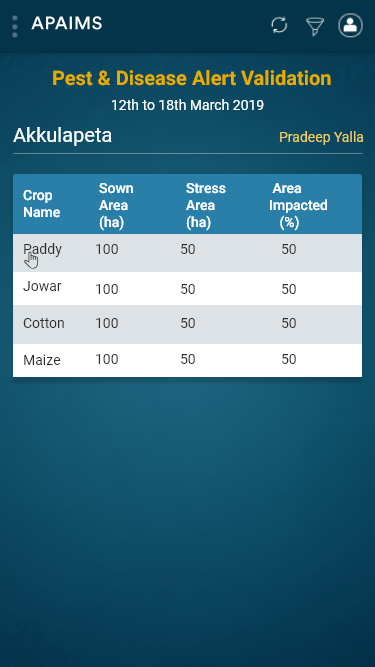 APAIMS
Pest & Disease Alert Validation
12th to 18th March 2019
Akkulapeta Pradeep Yalla
Crop Name Sown Area (ha) Stress Area (ha) Area Impacted (%)
Paddy 100 50 50
Jowar 100 50 50
Cotton 100 50 50
Maize 100 50 50